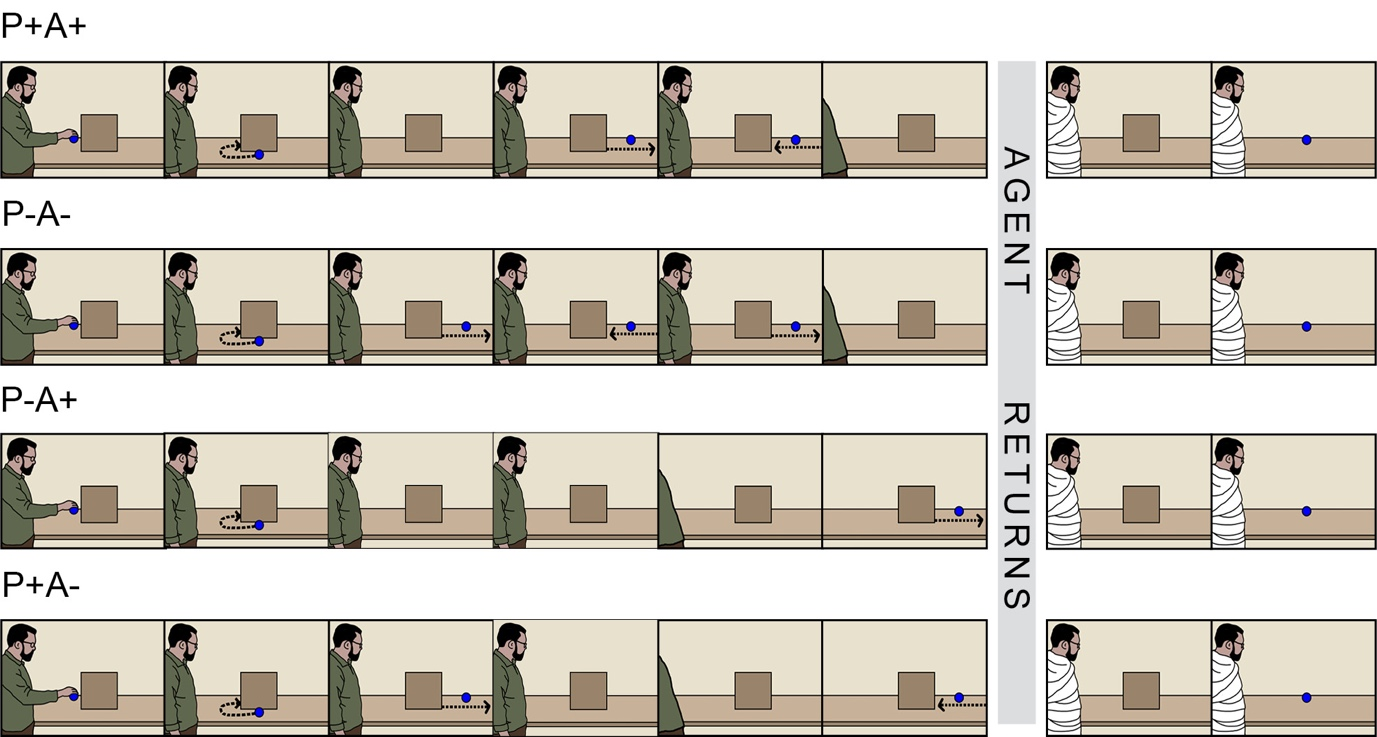 P+A+
P-A-
P-A+
P+A-
AGENT RETURNS